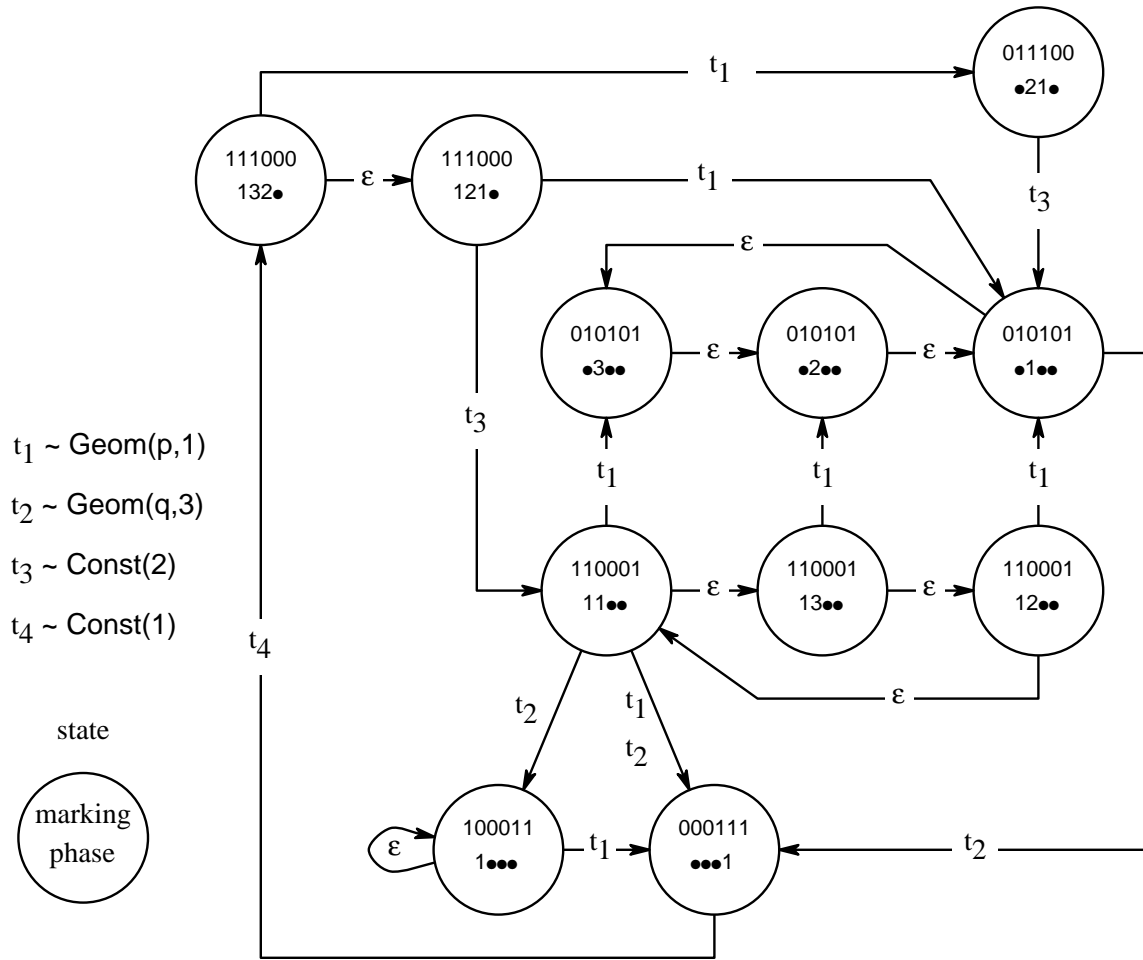 t1
011100
●21●
111000
132●
ε
111000
121●
t1
t3
ε
010101
●3●●
ε
010101
●2●●
ε
010101
●1●●
t3
t1 ~ Geom(p,1)
t2 ~ Geom(q,3)
t3 ~ Const(2)
t4 ~ Const(1)
t1
t1
t1
110001
11●●
ε
110001
13●●
ε
110001
12●●
t4
ε
t2
t1
t2
state
marking
phase
ε
100011
1●●●
t1
000111
●●●1
t2